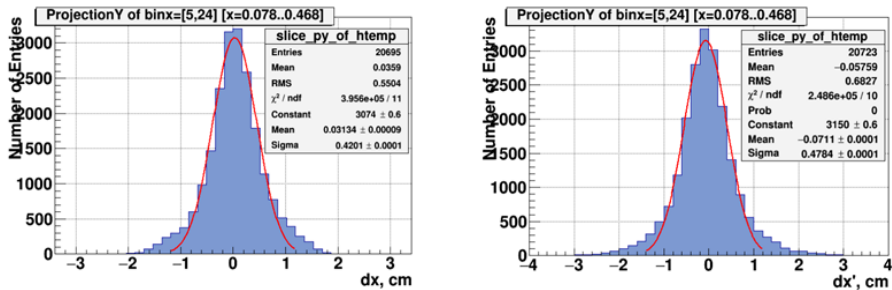 ProjectionY of binx=[5,24] [x=0.078..0.468]
Number of Entries
slice_py_of_htemp
Entries 20695
Mean 0.0359
RMS 0.5504
χ² / ndf 3.956e+05 / 11
Constant 3074 ± 0.6
Mean 0.03134 ± 0.00009
Sigma 0.4201 ± 0.0001
3000
2500
2000
1500
1000
500
0
−3 −2 −1 0 1 2 3
dx, cm
ProjectionY of binx=[5,24] [x=0.078..0.468]
Number of Entries
slice_py_of_htemp
Entries 20723
Mean −0.05759
RMS 0.6827
χ² / ndf 2.486e+05 / 10
Prob 0
Constant 3150 ± 0.6
Mean −0.0711 ± 0.0001
Sigma 0.4784 ± 0.0001
3000
2500
2000
1500
1000
500
0
−4 −3 −2 −1 0 1 2 3 4
dx', cm